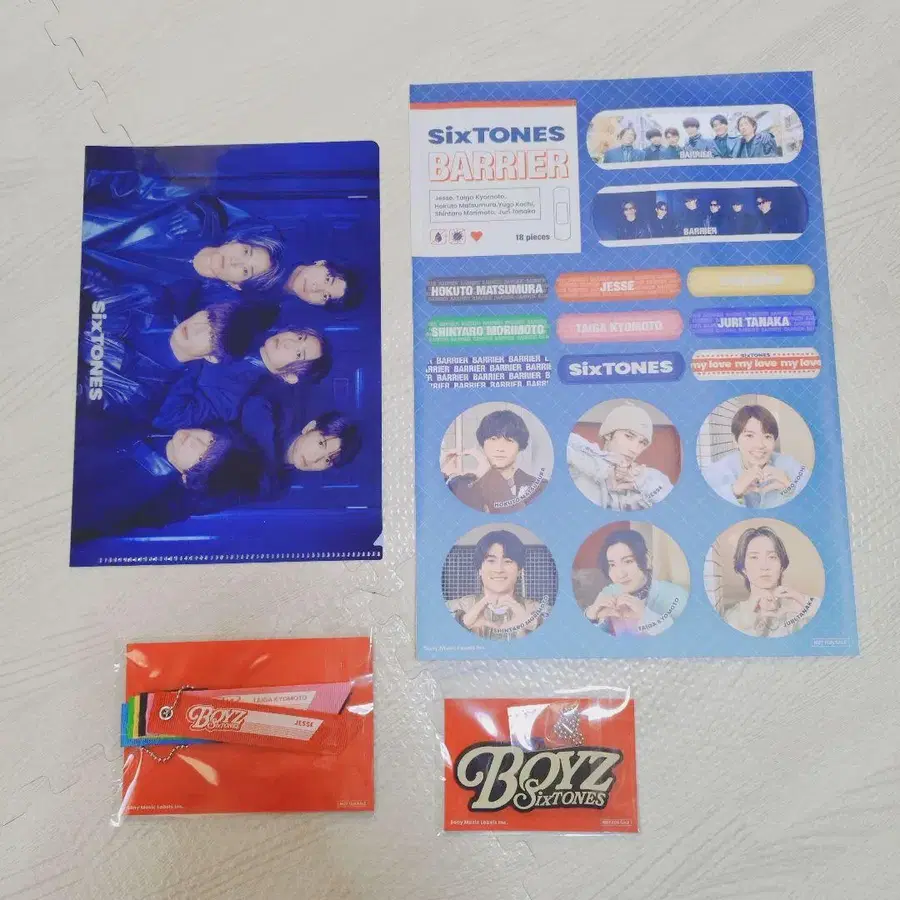 SixTONES
SixTONES
BARRIER
Jesse, Taiga Kyomoto,
Hokuto Matsumura, Yugo Kochi,
Shintaro Morimoto, Juri Tanaka
18 pieces
BARRIER
BARRIER
HOKUTO MATSUMURA
JESSE
SHINTARO MORIMOTO
TAIGA KYOMOTO
JURI TANAKA
BARRIER BARRIER BARRIER
BARRIER BARRIER BARRIER
SixTONES
SixTONES
my love my love my love
HOKUTO MATSUMURA
JESSE
YUGO KOCHI
SHINTARO MORIMOTO
TAIGA KYOMOTO
JURI TANAKA
Sony Music Labels Inc.
NOT FOR SALE
TAIGA KYOMOTO
BOYZ
SixTONES
JESSE
Sony Music Labels Inc.
NOT FOR SALE
BOYZ
SixTONES
Sony Music Labels Inc.
NOT FOR SALE